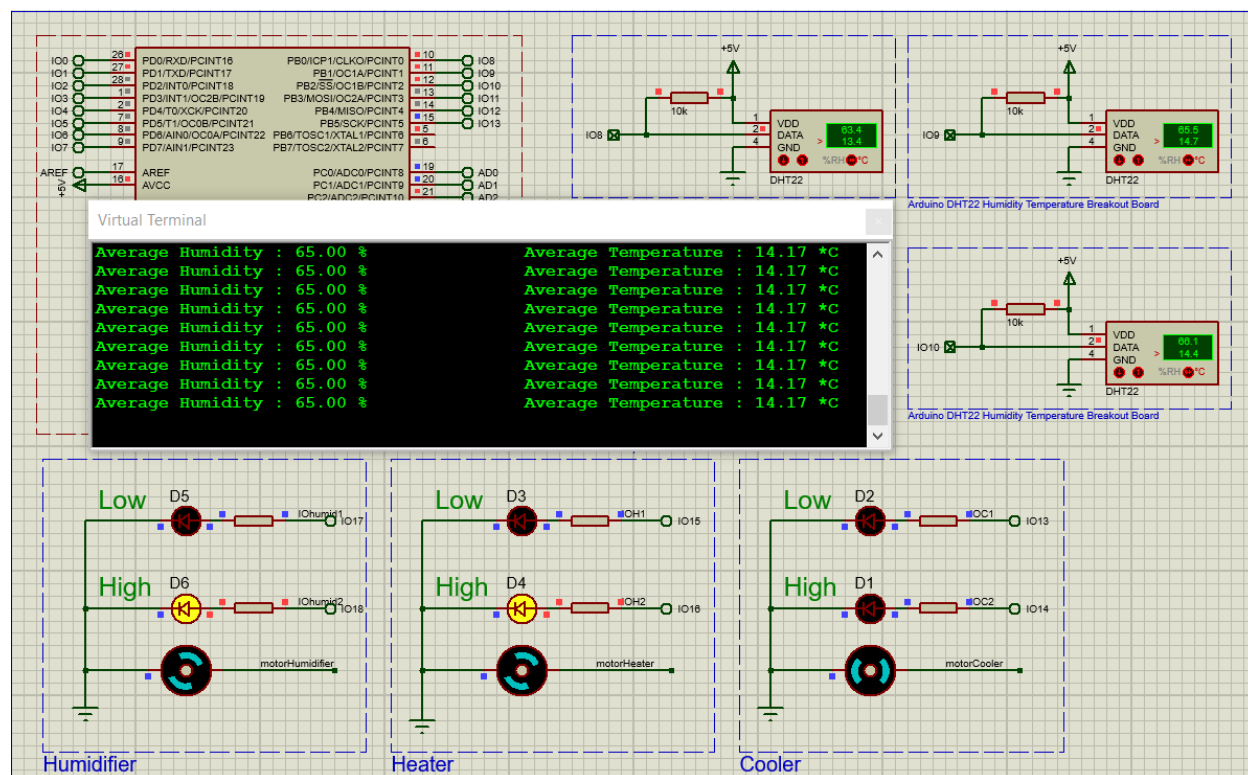 +5V
+5V
IO0 26 PD0/RXD/PCINT16 PB0/ICP1/CLKO/PCINT0 10 IO8
IO1 27 PD1/TXD/PCINT17 PB1/OC1A/PCINT1 11 IO9
IO2 28 PD2/INT0/PCINT18 PB2/SS/OC1B/PCINT2 12 IO10
IO3 1 PD3/INT1/OC2B/PCINT19 PB3/MOSI/OC2A/PCINT3 13 IO11
IO4 2 PD4/T0/XCK/PCINT20 PB4/MISO/PCINT4 14 IO12
IO5 7 PD5/T1/OC0B/PCINT21 PB5/SCK/PCINT5 15 IO13
IO6 8 PD6/AIN0/OC0A/PCINT22 PB6/TOSC1/XTAL1/PCINT6 5
IO7 9 PD7/AIN1/PCINT23 PB7/TOSC2/XTAL2/PCINT7 6
AREF 17 AREF PC0/ADC0/PCINT8 19 AD0
+5V 16 AVCC PC1/ADC1/PCINT9 20 AD1
PC2/ADC2/PCINT10 21 AD2
10k
1 VDD
IO8 2 DATA > 63.4
13.4
4 GND
%RH °C
DHT22
10k
1 VDD
IO9 2 DATA > 65.5
14.7
4 GND
%RH °C
DHT22
Arduino DHT22 Humidity Temperature Breakout Board
Virtual Terminal
Average Humidity : 65.00 % Average Temperature : 14.17 *C
Average Humidity : 65.00 % Average Temperature : 14.17 *C
Average Humidity : 65.00 % Average Temperature : 14.17 *C
Average Humidity : 65.00 % Average Temperature : 14.17 *C
Average Humidity : 65.00 % Average Temperature : 14.17 *C
Average Humidity : 65.00 % Average Temperature : 14.17 *C
Average Humidity : 65.00 % Average Temperature : 14.17 *C
Average Humidity : 65.00 % Average Temperature : 14.17 *C
Average Humidity : 65.00 % Average Temperature : 14.17 *C
+5V
10k
1 VDD
IO10 2 DATA > 66.1
14.4
4 GND
%RH °C
DHT22
Arduino DHT22 Humidity Temperature Breakout Board
Low D5 IOhumid1 IO17
High D6 IOhumid2 IO18
motorHumidifier
Humidifier
Low D3 IOH1 IO15
High D4 IOH2 IO16
motorHeater
Heater
Low D2 IOC1 IO13
High D1 IOC2 IO14
motorCooler
Cooler